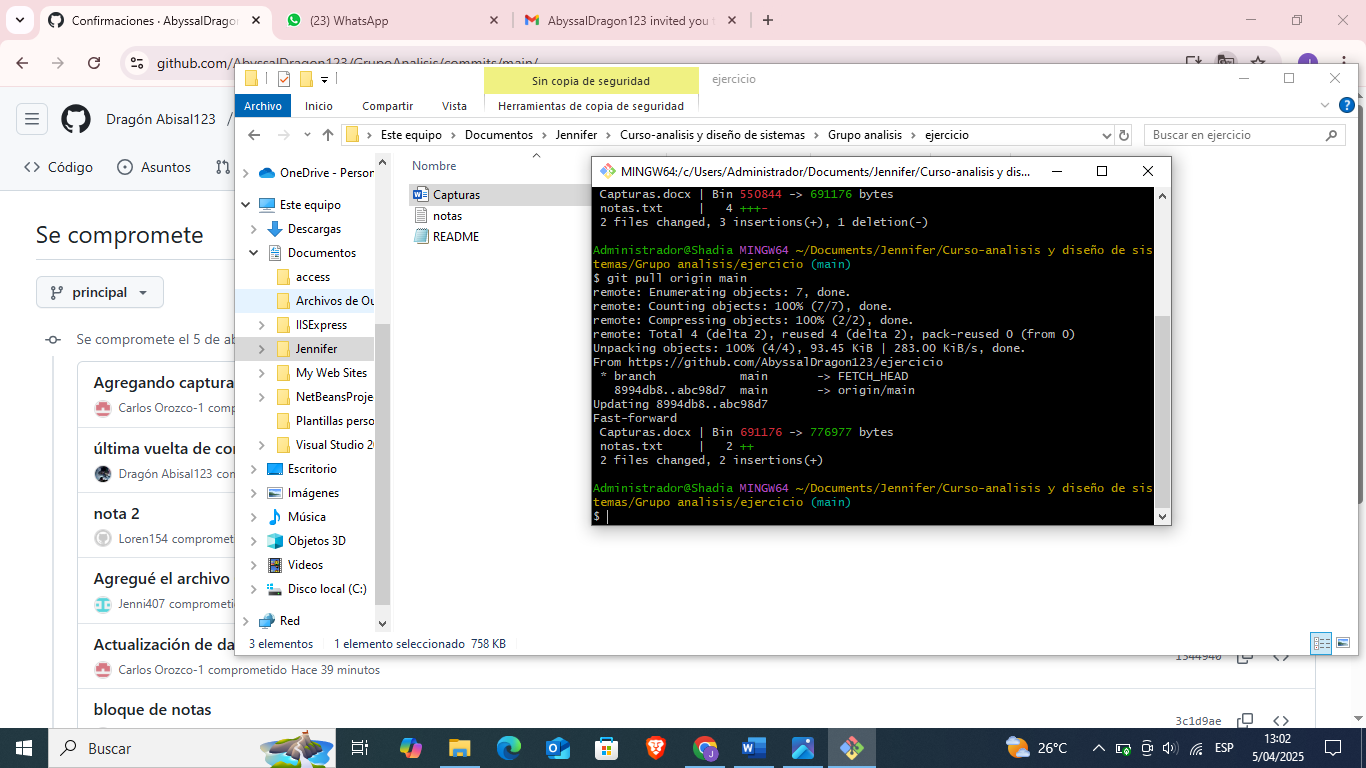 Confirmaciones · AbyssalDrago
(23) WhatsApp
AbyssalDragon123 invited you t
github.com/AbyssalDragon123/GrupoAnalisis/commits/main/
Sin copia de seguridad
ejercicio
Archivo
Inicio
Compartir
Vista
Herramientas de copia de seguridad
Dragón Abisal123 /
Este equipo > Documentos > Jennifer > Curso-analisis y diseño de sistemas > Grupo analisis > ejercicio
Buscar en ejercicio
Código
Asuntos
Se compromete
principal
Se compromete el 5 de ab
Agregando captura
Carlos Orozco-1 comp
última vuelta de con
Dragón Abisal123 com
nota 2
Loren154 compromet
Agregué el archivo
Jenni407 comprometi
Actualización de da
Carlos Orozco-1 comprometido Hace 39 minutos
1544940
bloque de notas
3c1d9ae
OneDrive - Person
Este equipo
Descargas
Documentos
access
Archivos de Ou
IISExpress
Jennifer
My Web Sites
NetBeansProje
Plantillas perso
Visual Studio 20
Escritorio
Imágenes
Música
Objetos 3D
Videos
Disco local (C:)
Red
Nombre
Capturas
notas
README
3 elementos
1 elemento seleccionado 758 KB
MINGW64:/c/Users/Administrador/Documents/Jennifer/Curso-analisis y dis...
Capturas.docx | Bin 550844 -> 691176 bytes
notas.txt     |   4 +++-
2 files changed, 3 insertions(+), 1 deletion(-)
Administrador@Shadia MINGW64 ~/Documents/Jennifer/Curso-analisis y diseño de sis
temas/Grupo analisis/ejercicio (main)
$ git pull origin main
remote: Enumerating objects: 7, done.
remote: Counting objects: 100% (7/7), done.
remote: Compressing objects: 100% (2/2), done.
remote: Total 4 (delta 2), reused 4 (delta 2), pack-reused 0 (from 0)
Unpacking objects: 100% (4/4), 93.45 KiB | 283.00 KiB/s, done.
From https://github.com/AbyssalDragon123/ejercicio
* branch            main       -> FETCH_HEAD
8994db8..abc98d7  main       -> origin/main
Updating 8994db8..abc98d7
Fast-forward
Capturas.docx | Bin 691176 -> 776977 bytes
notas.txt     |   2 ++
2 files changed, 2 insertions(+)
Administrador@Shadia MINGW64 ~/Documents/Jennifer/Curso-analisis y diseño de sis
temas/Grupo analisis/ejercicio (main)
$
Buscar
26°C
ESP
13:02
5/04/2025